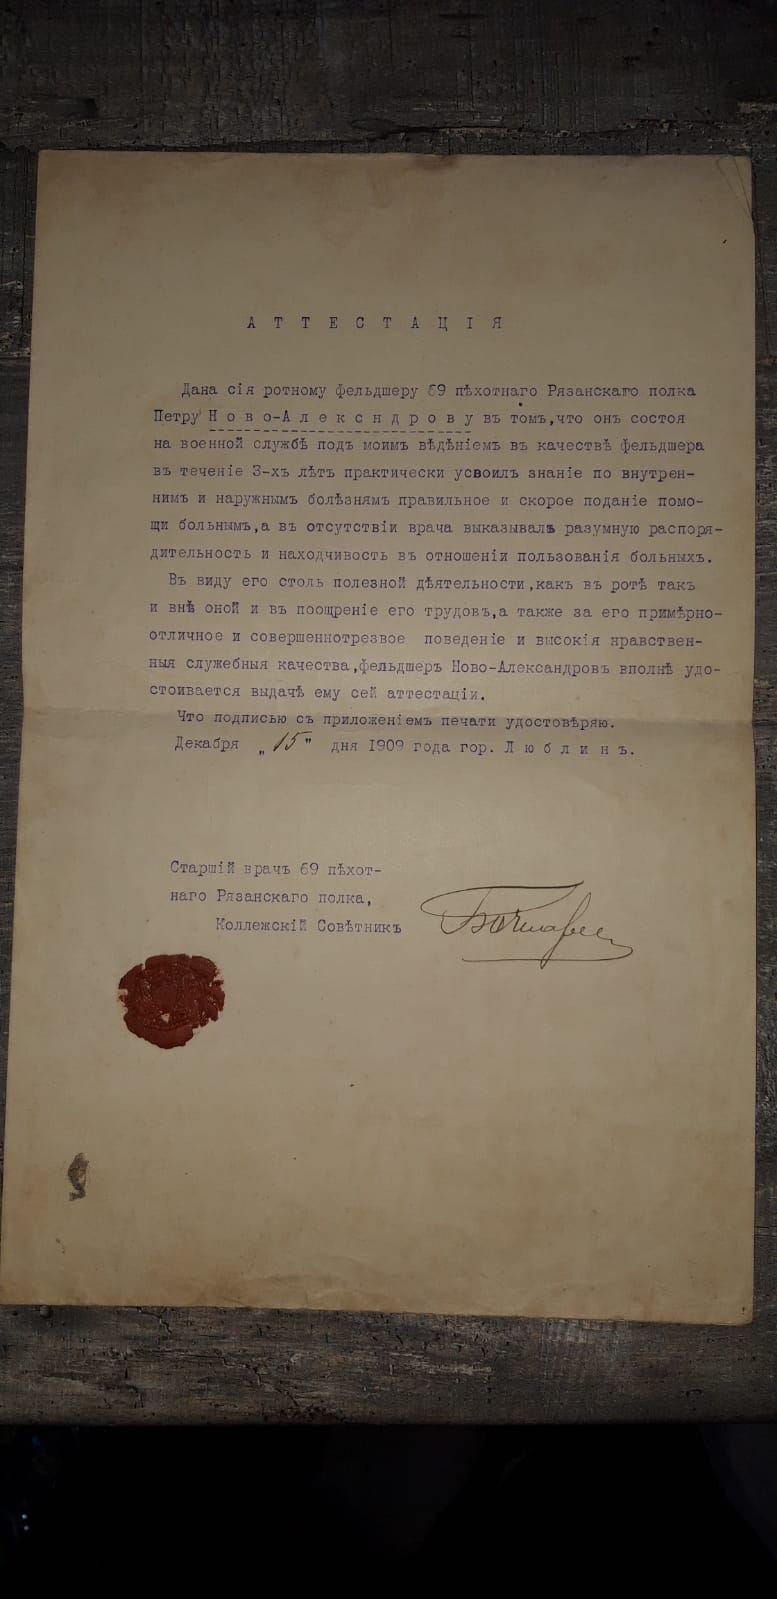 А Т Т Е С Т А Ц І Я
Дана сія ротному фельдшеру 69 пѣхотнаго Рязанскаго полка
Петру Н о в о-А л е к с н д р о в у въ томъ,что онъ состоя
на военной службѣ подъ моимъ вѣдѣніемъ въ качествѣ фельдшера
въ теченіе 3-хъ лѣтъ практически усвоилъ знаніе по внутрен-
нимъ и наружнымъ болѣзнямъ правильное и скорое поданіе помо-
щи больнымъ,а въ отсутствіи врача выказывалъ разумную распоря-
дительность и находчивость въ отношеніи пользованія больныхъ.
Въ виду его столь полезной дѣятельности,какъ въ ротѣ такъ
и внѣ оной и въ поощреніе его трудовъ,а также за его примѣрно-
отличное и совершеннотрезвое поведеніе и высокія нравствен-
ныя служебныя качества,фельдшеръ Ново-Александровъ вполнѣ удо-
стоивается выдачѣ ему сей аттестаціи.
Что подписью съ приложеніемъ печати удостовѣряю.
Декабря „ 15 " дня 1909 года гор. Л ю б л и н ъ.
Старшій врачъ 69 пѣхот-
наго Рязанскаго полка,
Коллежскій Совѣтникъ